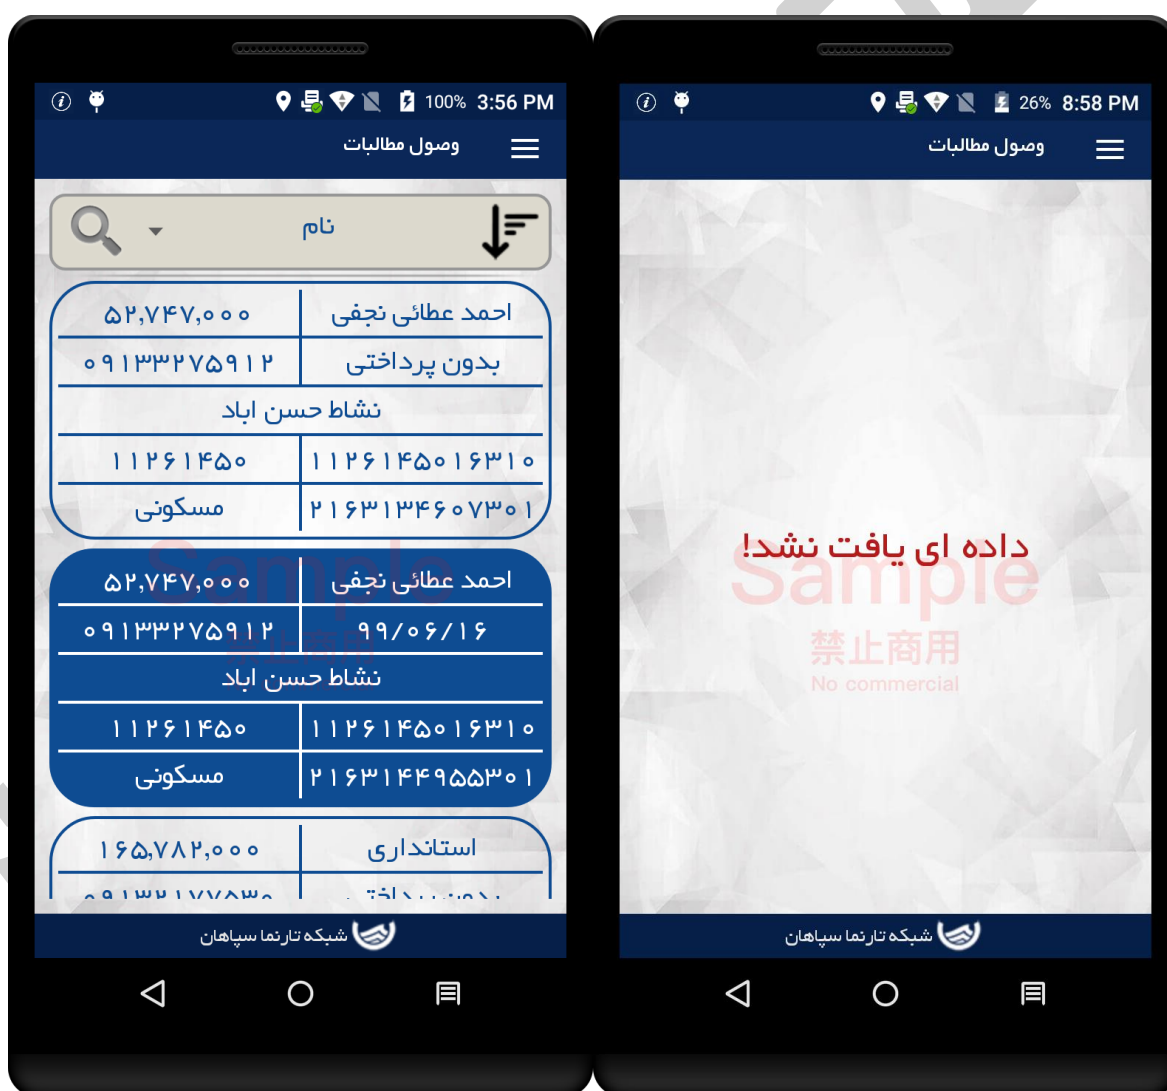 100% 3:56 PM
وصول مطالبات
نام
احمد عطائی نجفی ۵۲,۷۴۷,۰۰۰
بدون پرداختی ۰۹۱۳۳۲۷۵۹۱۲
نشاط حسن اباد
۱۱۲۶۱۴۵۰۱۶۳۱۰ ۱۱۲۶۱۴۵۰
۲۱۶۳۱۳۴۶۰۷۳۰۱ مسکونی
احمد عطائی نجفی ۵۲,۷۴۷,۰۰۰
۹۹/۰۶/۱۶ ۰۹۱۳۳۲۷۵۹۱۲
نشاط حسن اباد
۱۱۲۶۱۴۵۰۱۶۳۱۰ ۱۱۲۶۱۴۵۰
۲۱۶۳۱۴۴۹۵۵۳۰۱ مسکونی
استانداری ۱۶۵,۷۸۲,۰۰۰
بدون پرداختی ۰۹۱۳۲۱۷۷۵۳۰
شبکه تارنما سپاهان
Sample
禁止商用
26% 8:58 PM
وصول مطالبات
داده ای یافت نشد!
Sample
禁止商用
No commercial
شبکه تارنما سپاهان